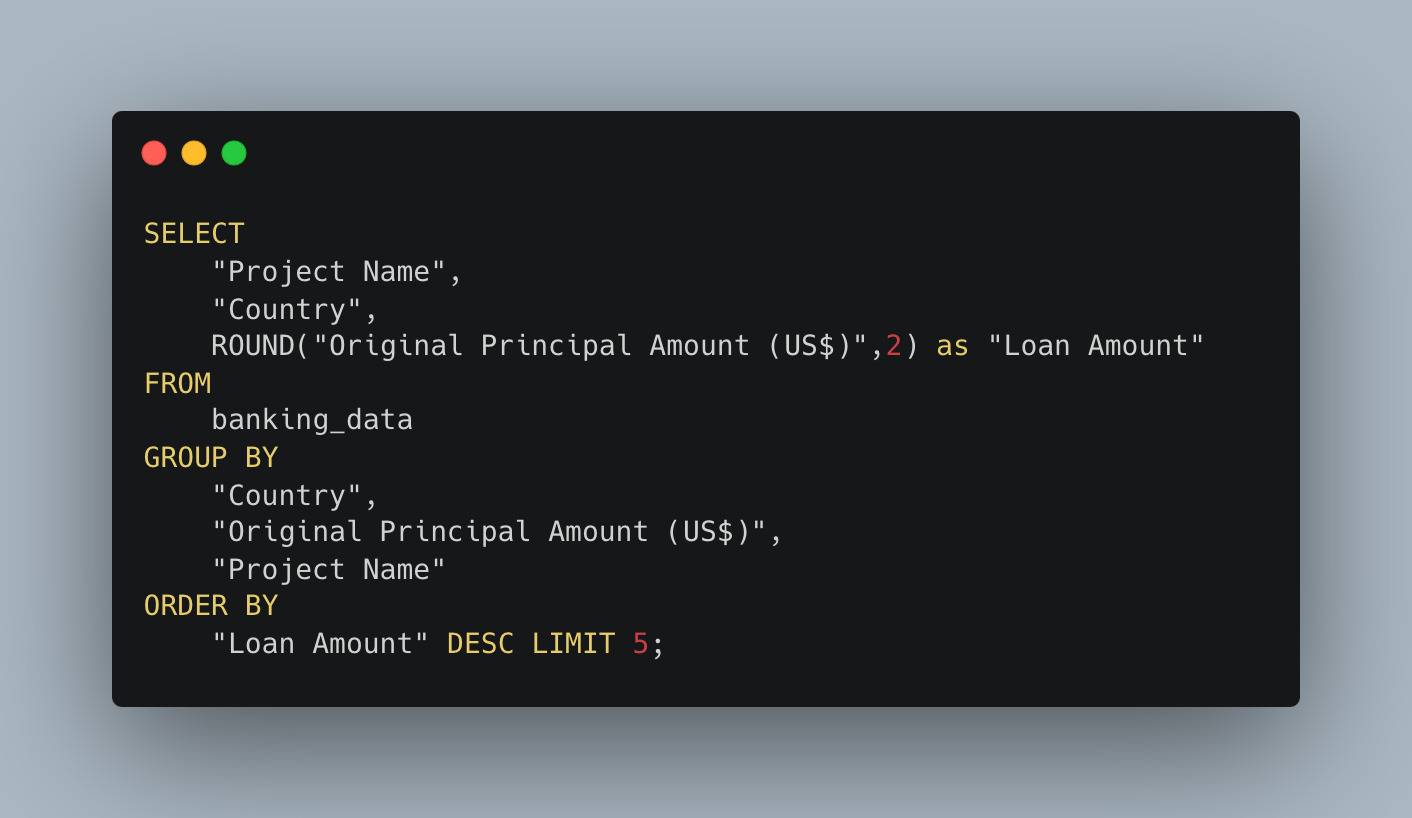 SELECT
    "Project Name",
    "Country",
    ROUND("Original Principal Amount (US$)",2) as "Loan Amount"
FROM
    banking_data
GROUP BY
    "Country",
    "Original Principal Amount (US$)",
    "Project Name"
ORDER BY
    "Loan Amount" DESC LIMIT 5;